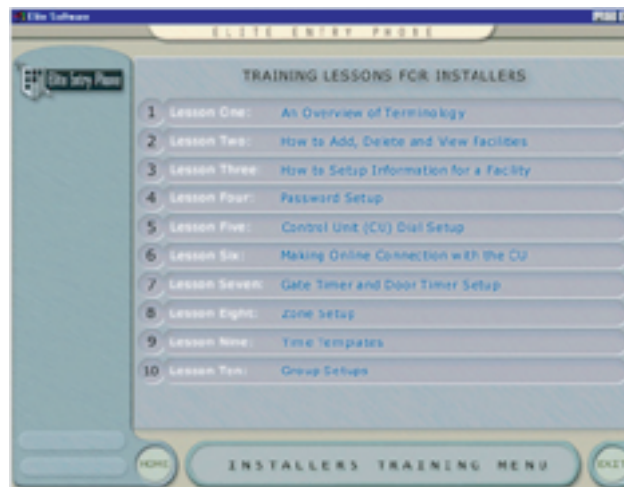 Elite Software
ELITE ENTRY PHONE
Elite Entry Phone
TRAINING LESSONS FOR INSTALLERS
1 Lesson One: An Overview of Terminology
2 Lesson Two: How to Add, Delete and View Facilities
3 Lesson Three: How to Setup Information for a Facility
4 Lesson Four: Password Setup
5 Lesson Five: Control Unit (CU) Dial Setup
6 Lesson Six: Making Online Connection with the CU
7 Lesson Seven: Gate Timer and Door Timer Setup
8 Lesson Eight: Zone Setup
9 Lesson Nine: Time Templates
10 Lesson Ten: Group Setups
HOME
INSTALLERS TRAINING MENU
EXIT